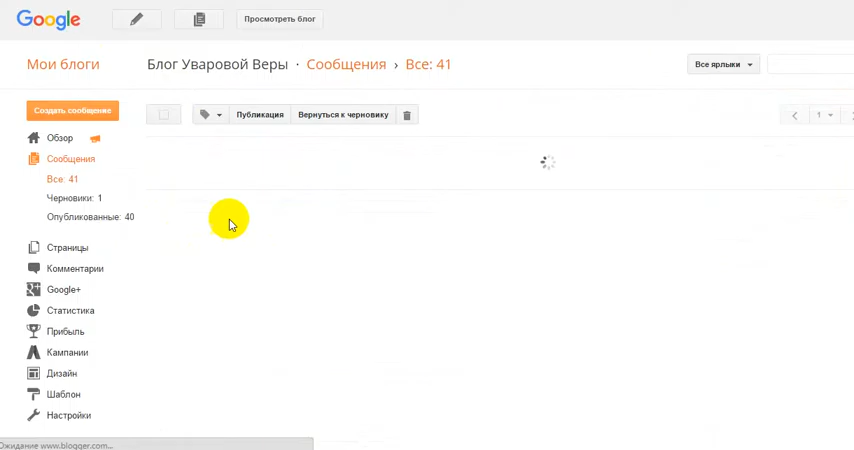 Google
Просмотреть блог
Мои блоги
Блог Уваровой Веры · Сообщения › Все: 41
Все ярлыки
Создать сообщение
Публикация
Вернуться к черновику
1
Обзор
Сообщения
Все: 41
Черновики: 1
Опубликованные: 40
Страницы
Комментарии
Google+
Статистика
Прибыль
Кампании
Дизайн
Шаблон
Настройки
Ожидание www.blogger.com...